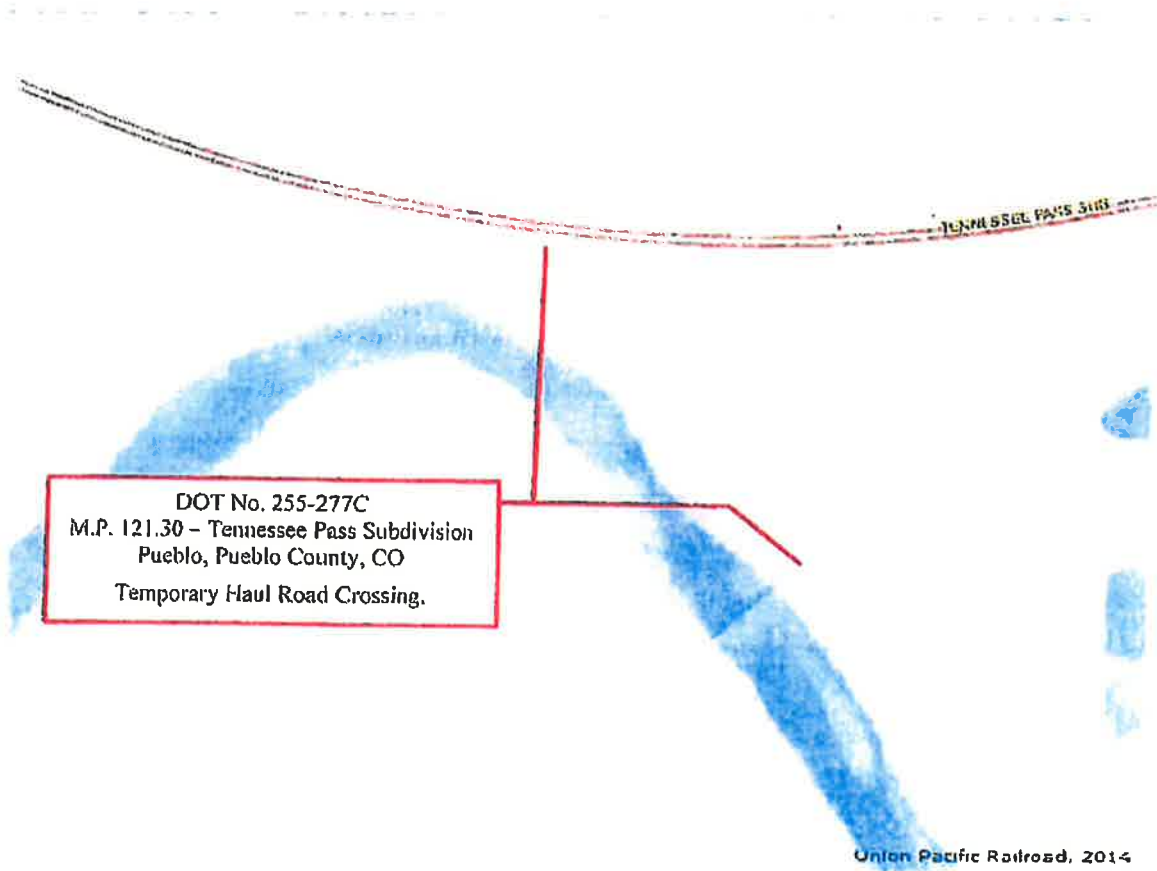 TENNESSEE PASS SUB
DOT No. 255-277C
M.P. 121.30 – Tennessee Pass Subdivision
Pueblo, Pueblo County, CO
Temporary Haul Road Crossing.
Union Pacific Railroad, 2014